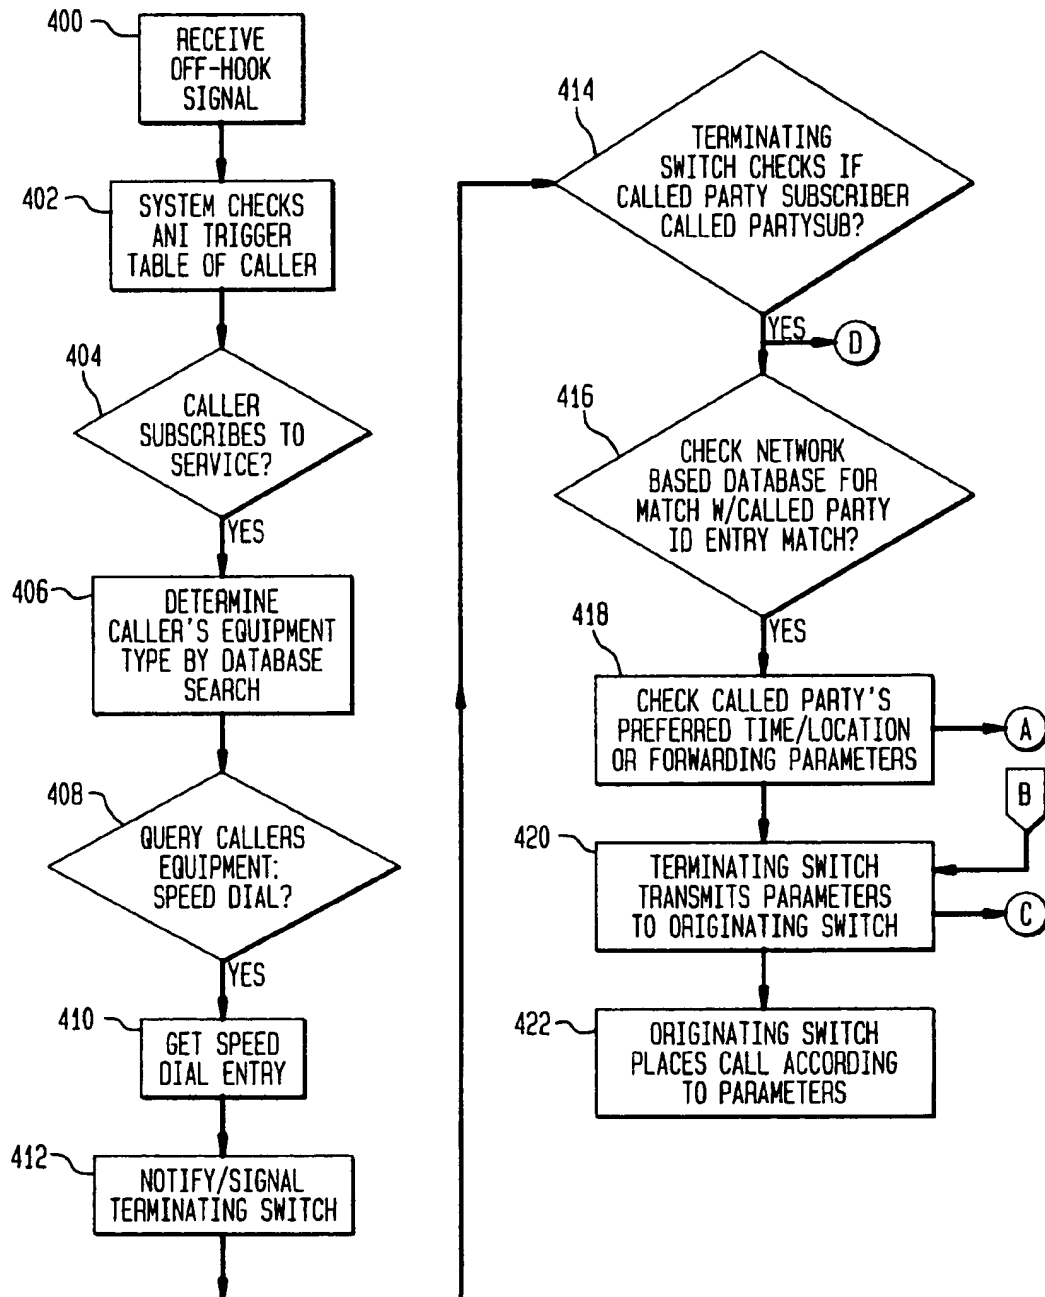 400
RECEIVE
OFF-HOOK
SIGNAL
402
SYSTEM CHECKS
ANI TRIGGER
TABLE OF CALLER
404
CALLER
SUBSCRIBES TO
SERVICE?
YES
406
DETERMINE
CALLER'S EQUIPMENT
TYPE BY DATABASE
SEARCH
408
QUERY CALLERS
EQUIPMENT:
SPEED DIAL?
YES
410
GET SPEED
DIAL ENTRY
412
NOTIFY/SIGNAL
TERMINATING SWITCH
414
TERMINATING
SWITCH CHECKS IF
CALLED PARTY SUBSCRIBER
CALLED PARTYSUB?
YES
D
416
CHECK NETWORK
BASED DATABASE FOR
MATCH W/CALLED PARTY
ID ENTRY MATCH?
YES
418
CHECK CALLED PARTY'S
PREFERRED TIME/LOCATION
OR FORWARDING PARAMETERS
A
B
420
TERMINATING SWITCH
TRANSMITS PARAMETERS
TO ORIGINATING SWITCH
C
422
ORIGINATING SWITCH
PLACES CALL ACCORDING
TO PARAMETERS